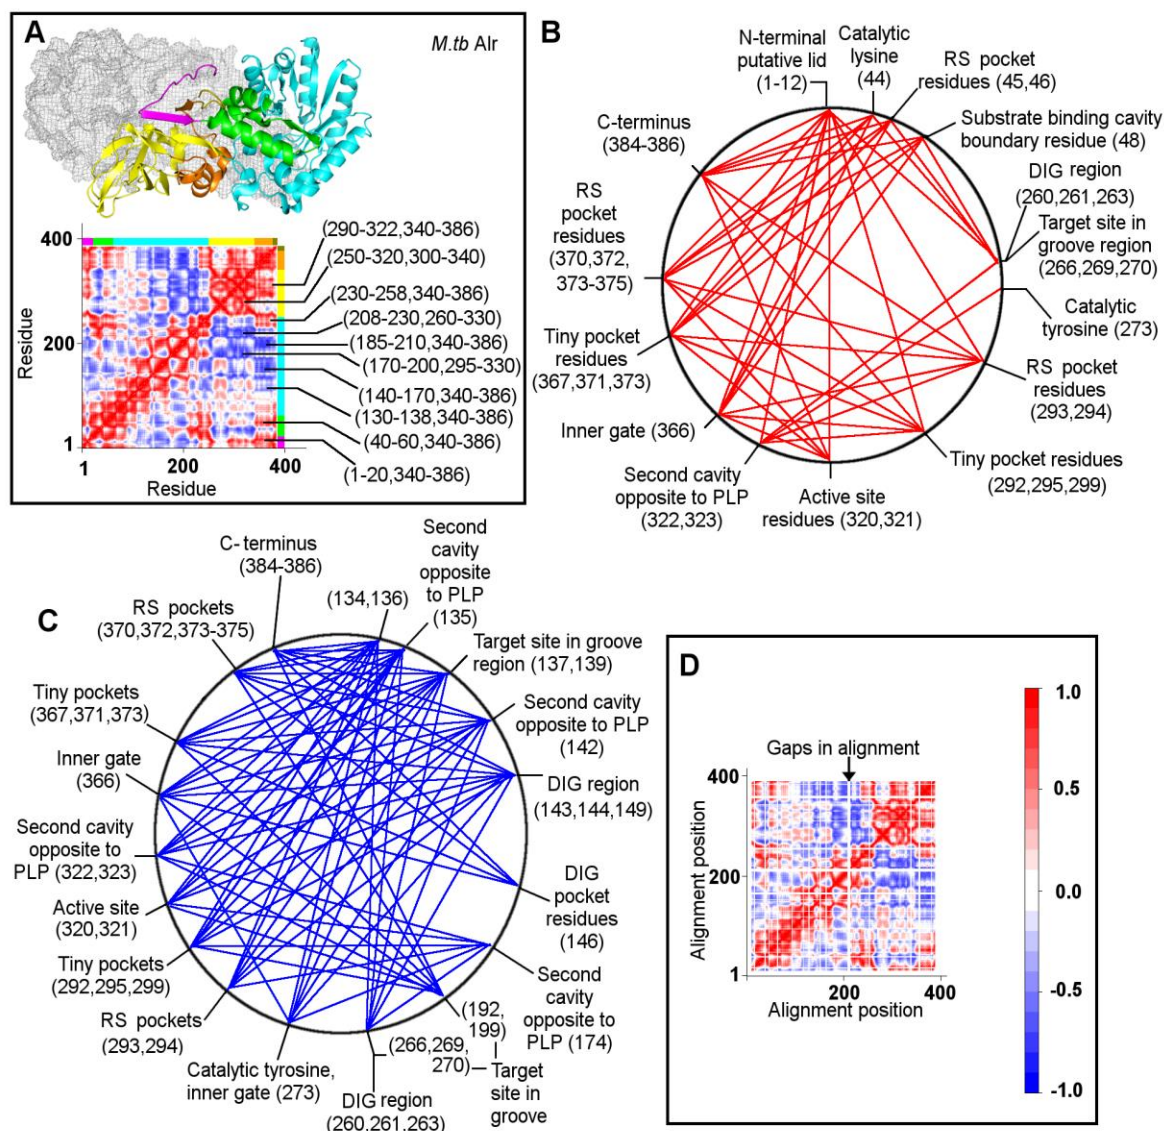 A
M.tb Alr
400
200
1
Residue
1
200
400
Residue
(290-322,340-386)
(250-320,300-340)
(230-258,340-386)
(208-230,260-330)
(185-210,340-386)
(170-200,295-330)
(140-170,340-386)
(130-138,340-386)
(40-60,340-386)
(1-20,340-386)
B
N-terminal
putative lid
(1-12)
Catalytic
lysine
(44)
RS pocket
residues
(45,46)
Substrate binding cavity
boundary residue (48)
DIG region
(260,261,263)
Target site in
groove region
(266,269,270)
Catalytic
tyrosine (273)
RS pocket
residues
(293,294)
Tiny pocket residues
(292,295,299)
Active site
residues (320,321)
Second cavity
opposite to PLP
(322,323)
Inner gate (366)
Tiny pocket
residues
(367,371,373)
RS
pocket
residues
(370,372,
373-375)
C-terminus
(384-386)
C
C- terminus
(384-386)
(134,136)
Second
cavity
opposite
to PLP
(135)
Target site in groove
region (137,139)
Second cavity
opposite to PLP
(142)
DIG region
(143,144,149)
DIG
pocket
residues
(146)
Second
cavity
opposite to
PLP (174)
(192,
199)
(266,269,
270)
Target
site in
groove
DIG region
(260,261,263)
Catalytic tyrosine,
inner gate (273)
RS pockets
(293,294)
Tiny pockets
(292,295,299)
Active site
(320,321)
Second cavity
opposite to
PLP (322,323)
Inner gate
(366)
Tiny pockets
(367,371,373)
RS pockets
(370,372,373-375)
D
Gaps in alignment
400
200
1
Alignment position
200
400
Alignment position
1.0
0.5
0.0
-0.5
-1.0